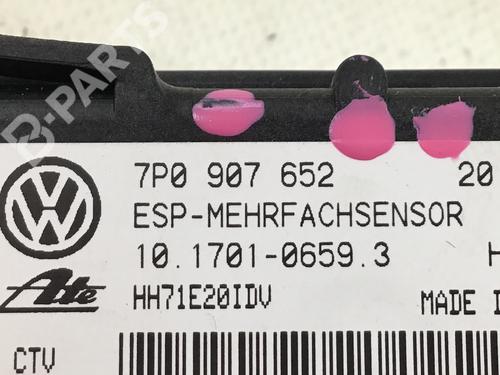 B-PARTS
7P0 907 652 20
ESP-MEHRFACHSENSOR
10.1701-0659.3 H
Ate HH71E20IDV MADE I
CTV